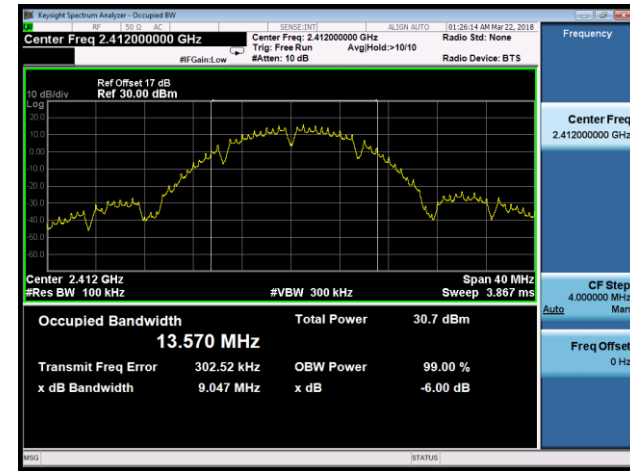 Keysight Spectrum Analyzer - Occupied BW
RF 50 Ω AC SENSE:INT ALIGN AUTO 01:26:14 AM Mar 22, 2018
Center Freq 2.412000000 GHz
Center Freq: 2.412000000 GHz
Radio Std: None
Trig: Free Run Avg|Hold:>10/10
#IFGain:Low #Atten: 10 dB Radio Device: BTS
Ref Offset 17 dB
10 dB/div Ref 30.00 dBm
Log
20.0
10.0
0.00
-10.0
-20.0
-30.0
-40.0
-50.0
-60.0
Center 2.412 GHz Span 40 MHz
#Res BW 100 kHz #VBW 300 kHz Sweep 3.867 ms
Occupied Bandwidth Total Power 30.7 dBm
13.570 MHz
Transmit Freq Error 302.52 kHz OBW Power 99.00 %
x dB Bandwidth 9.047 MHz x dB -6.00 dB
MSG STATUS
Frequency
Center Freq
2.412000000 GHz
CF Step
4.000000 MHz
Auto Man
Freq Offset
0 Hz